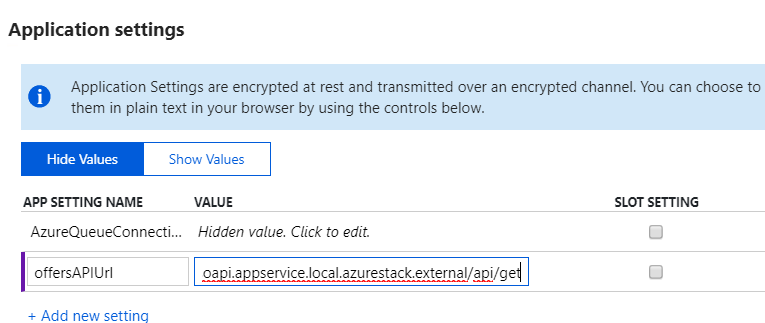 Application settings
Application Settings are encrypted at rest and transmitted over an encrypted channel. You can choose to
them in plain text in your browser by using the controls below.
Hide Values Show Values
APP SETTING NAME VALUE SLOT SETTING
AzureQueueConnecti... Hidden value. Click to edit.
offersAPIUrl oapi.appservice.local.azurestack.external/api/get
+ Add new setting